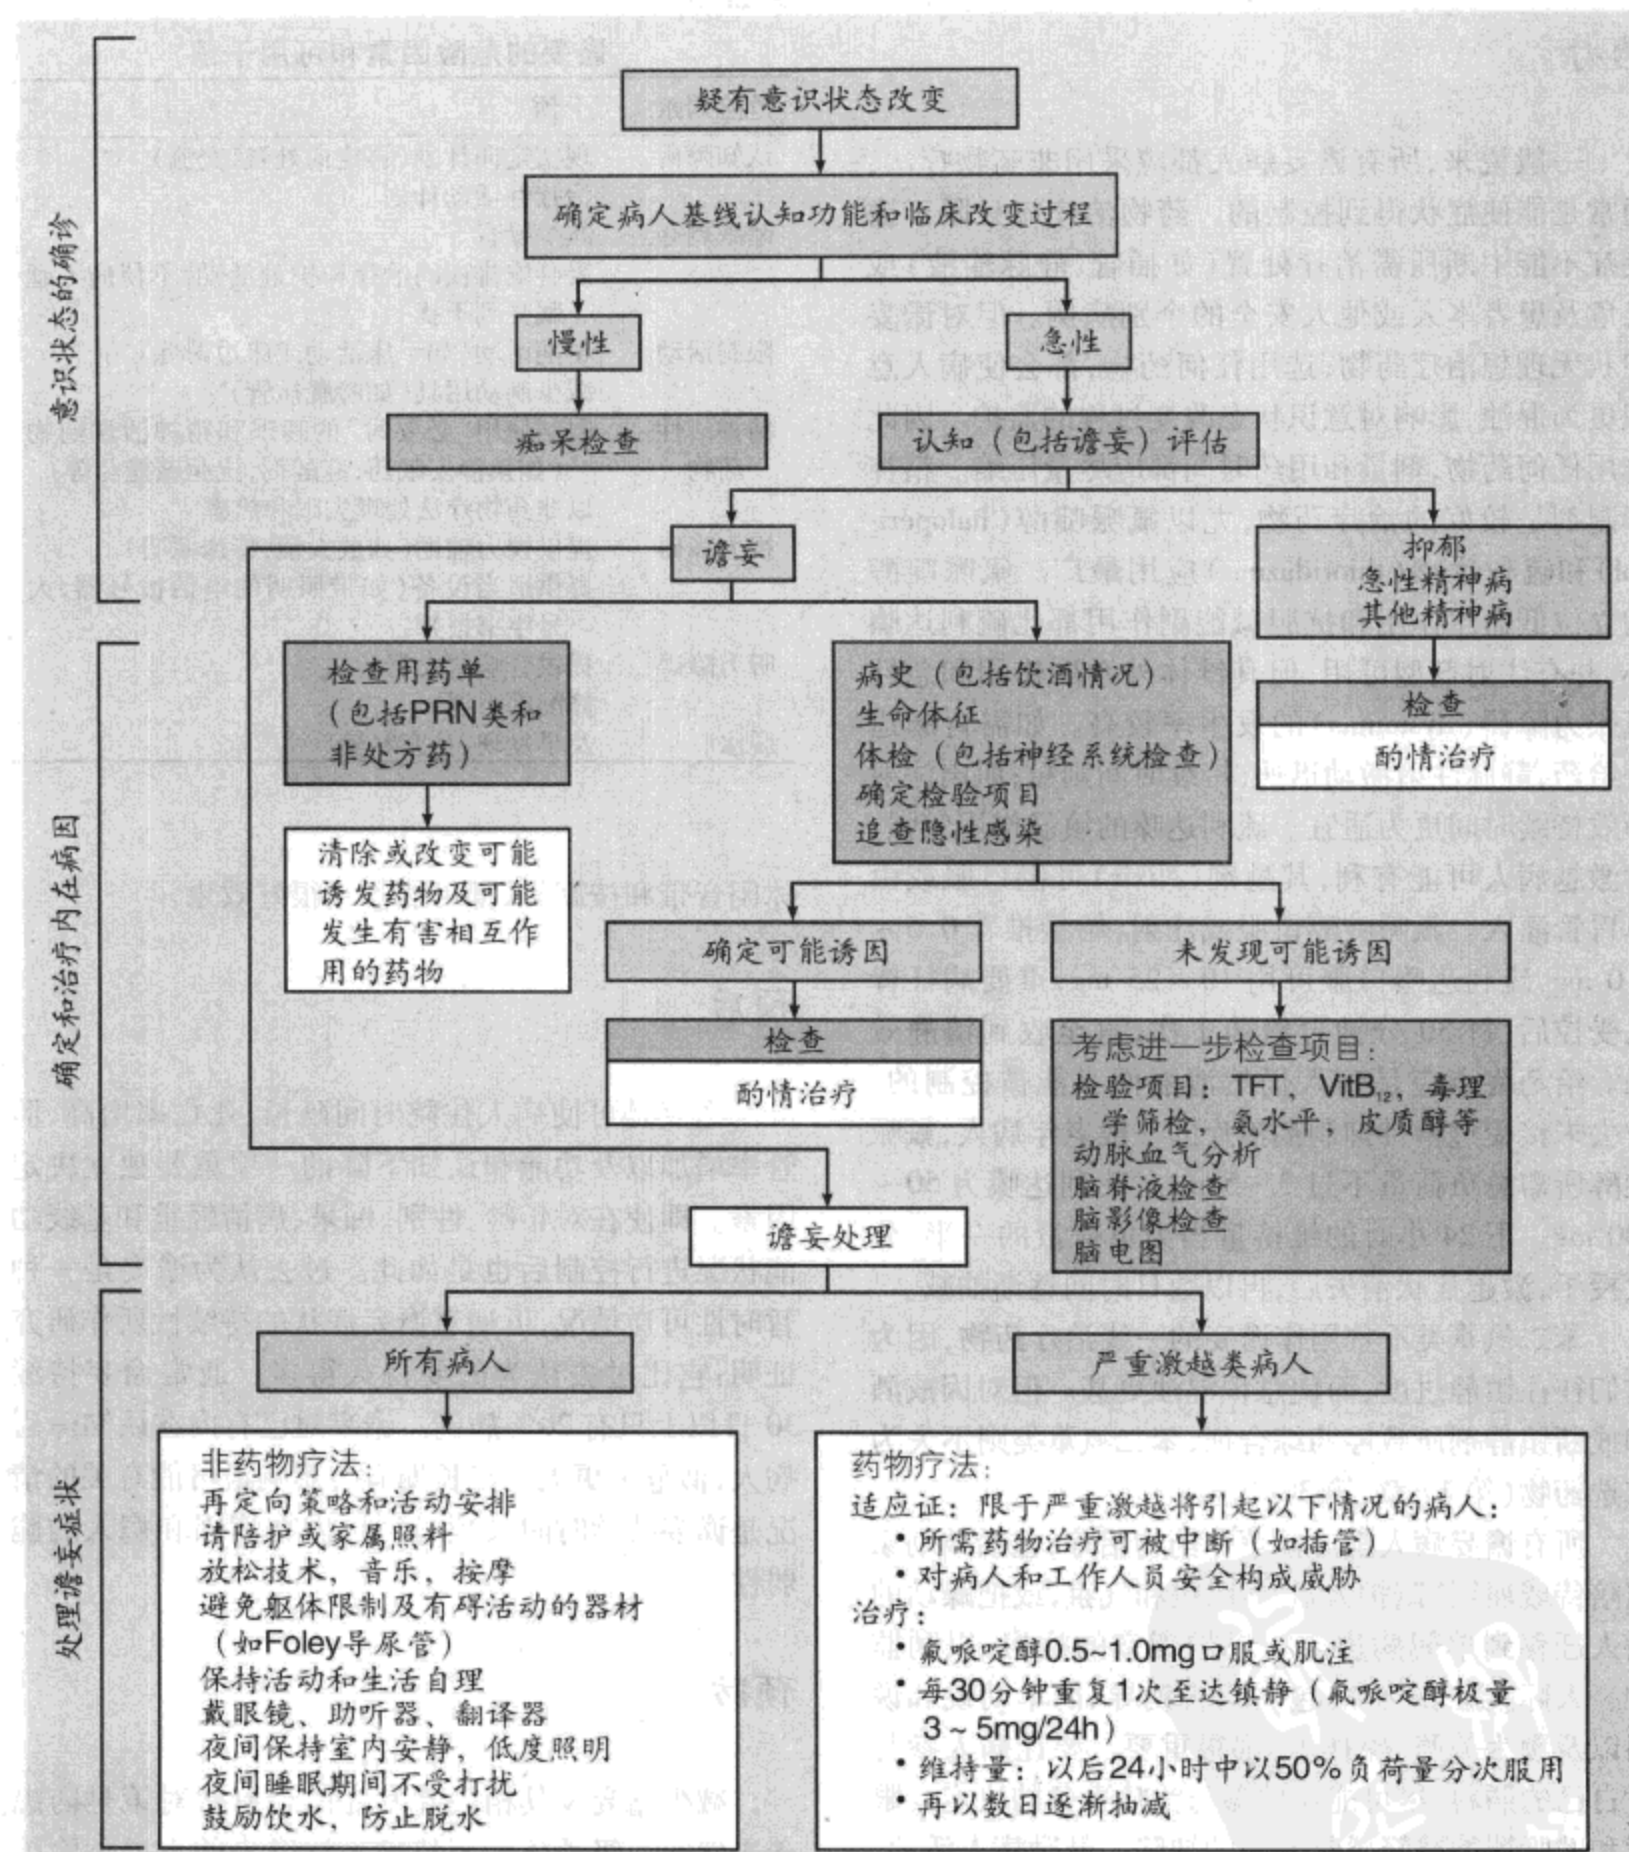 意识状态的确诊
疑有意识状态改变
确定病人基线认知功能和临床改变过程
慢性
急性
痴呆检查
认知（包括谵妄）评估
谵妄
抑郁
急性精神病
其他精神病
检查
酌情治疗
确定和治疗内在病因
检查用药单
（包括PRN类和
非处方药）
清除或改变可能
诱发药物及可能
发生有害相互作
用的药物
病史（包括饮酒情况）
生命体征
体检（包括神经系统检查）
确定检验项目
追查隐性感染
确定可能诱因
未发现可能诱因
检查
酌情治疗
考虑进一步检查项目：
检验项目：TFT，VitB₁₂，毒理
学筛检，氨水平，皮质醇等
动脉血气分析
脑脊液检查
脑影像检查
脑电图
谵妄处理
处理谵妄症状
所有病人
严重激越类病人
非药物疗法：
再定向策略和活动安排
请陪护或家属照料
放松技术，音乐，按摩
避免躯体限制及有碍活动的器材
（如Foley导尿管）
保持活动和生活自理
戴眼镜、助听器、翻译器
夜间保持室内安静，低度照明
夜间睡眠期间不受打扰
鼓励饮水，防止脱水
药物疗法：
适应证：限于严重激越将引起以下情况的病人：
•所需药物治疗可被中断（如插管）
•对病人和工作人员安全构成威胁
治疗：
•氟哌啶醇0.5~1.0mg口服或肌注
•每30分钟重复1次至达镇静（氟哌啶醇极量
3~5mg/24h）
•维持量：以后24小时中以50%负荷量分次服用
•再以数日逐渐抽减